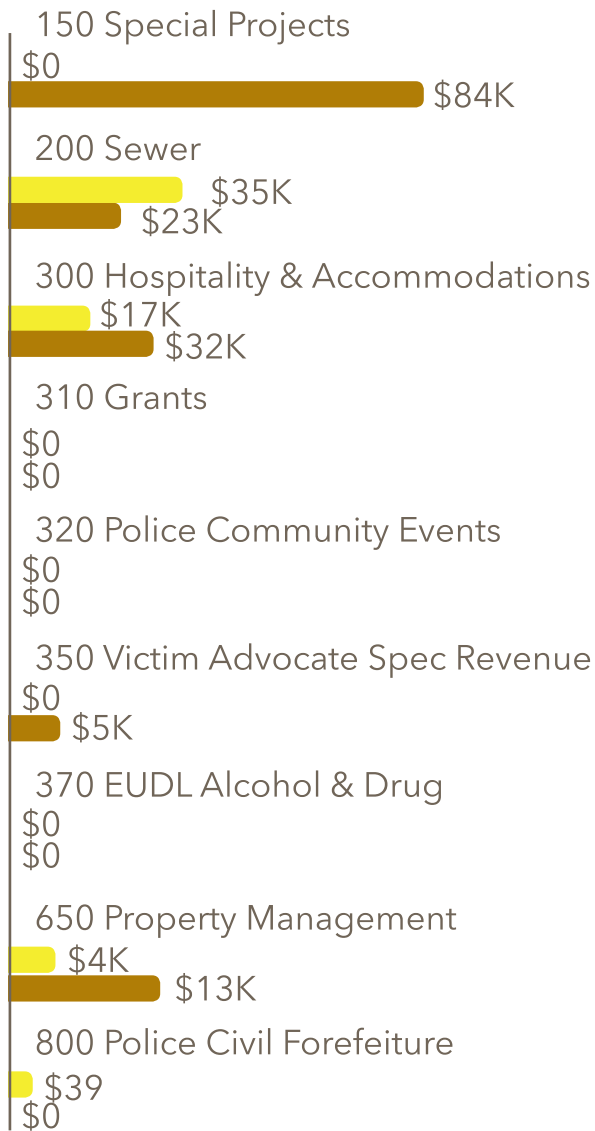 150 Special Projects
$0
$84K
200 Sewer
$35K
$23K
300 Hospitality & Accommodations
$17K
$32K
310 Grants
$0
$0
320 Police Community Events
$0
$0
350 Victim Advocate Spec Revenue
$0
$5K
370 EUDL Alcohol & Drug
$0
$0
650 Property Management
$4K
$13K
800 Police Civil Forefeiture
$39
$0